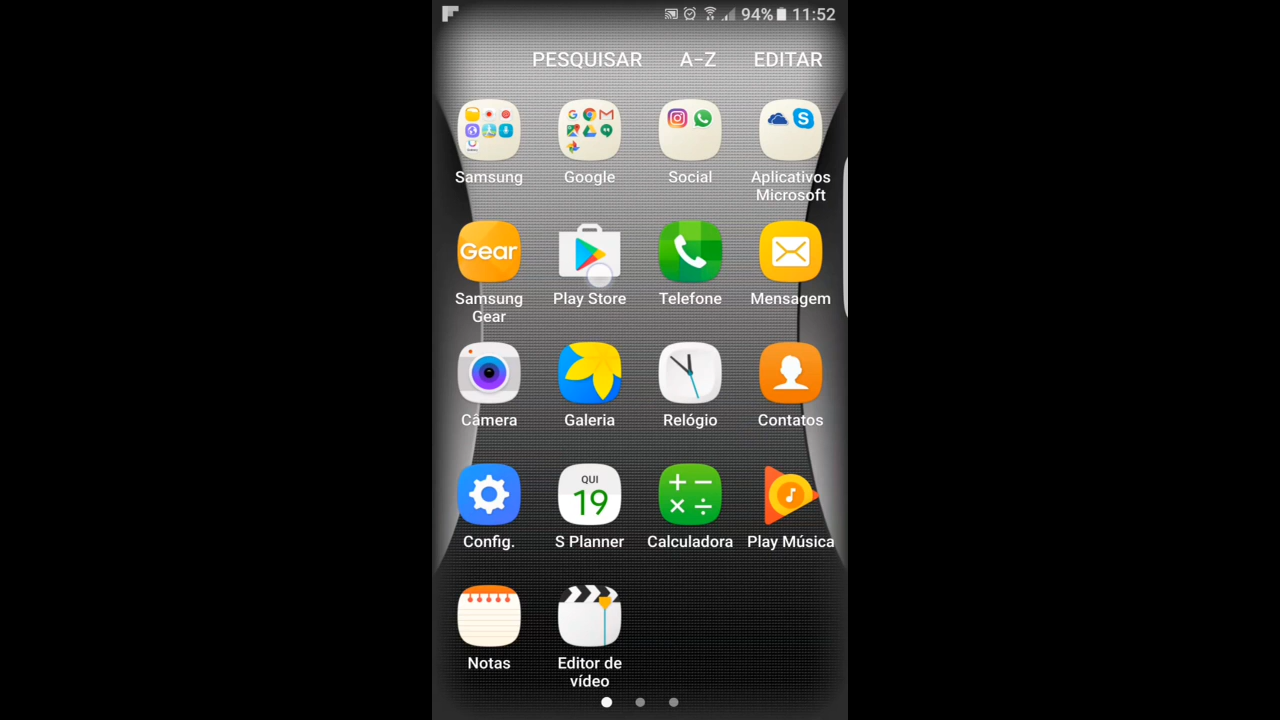 94% 11:52
PESQUISAR A-Z EDITAR
Samsung Google Social Aplicativos
Microsoft
Gear
Samsung Play Store Telefone Mensagem
Gear
Câmera Galeria Relógio Contatos
QUI
19
Config. S Planner Calculadora Play Música
Notas Editor de
vídeo